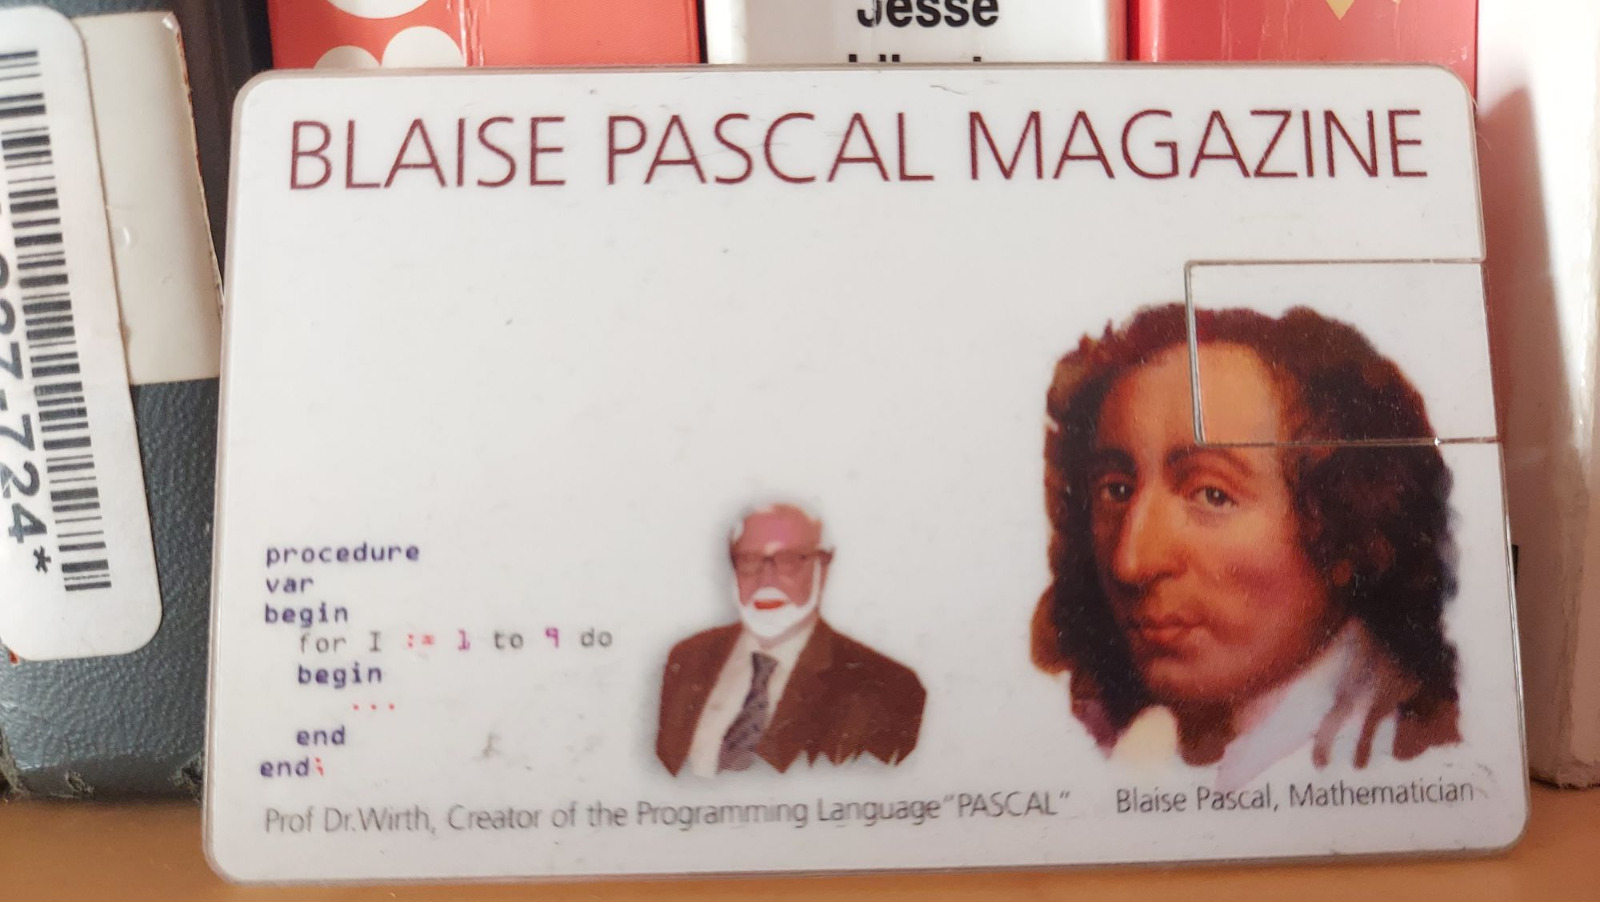 Jesse
BLAISE PASCAL MAGAZINE
procedure
var
begin
for I := 1 to 9 do
begin
...
end
end;
Prof Dr.Wirth, Creator of the Programming Language“PASCAL”
Blaise Pascal, Mathematician